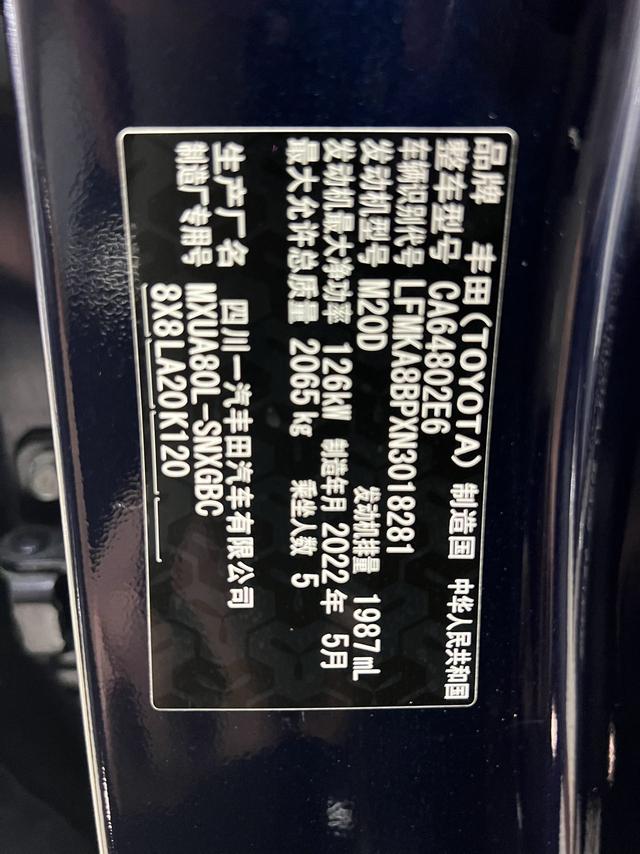 品牌 丰田(TOYOTA) 制造国 中华人民共和国
整车型号 CA64802E6
车辆识别代号 LFMKA8BPXN3018281
发动机型号 M20D 发动机排量 1987mL
发动机最大净功率 126kW 制造年月 2022年 5月
最大允许总质量 2065kg 乘坐人数 5
生产厂名 四川一汽丰田汽车有限公司
制造厂专用号 MXUA80L-SNXGBC
8X8 1LA20 K120